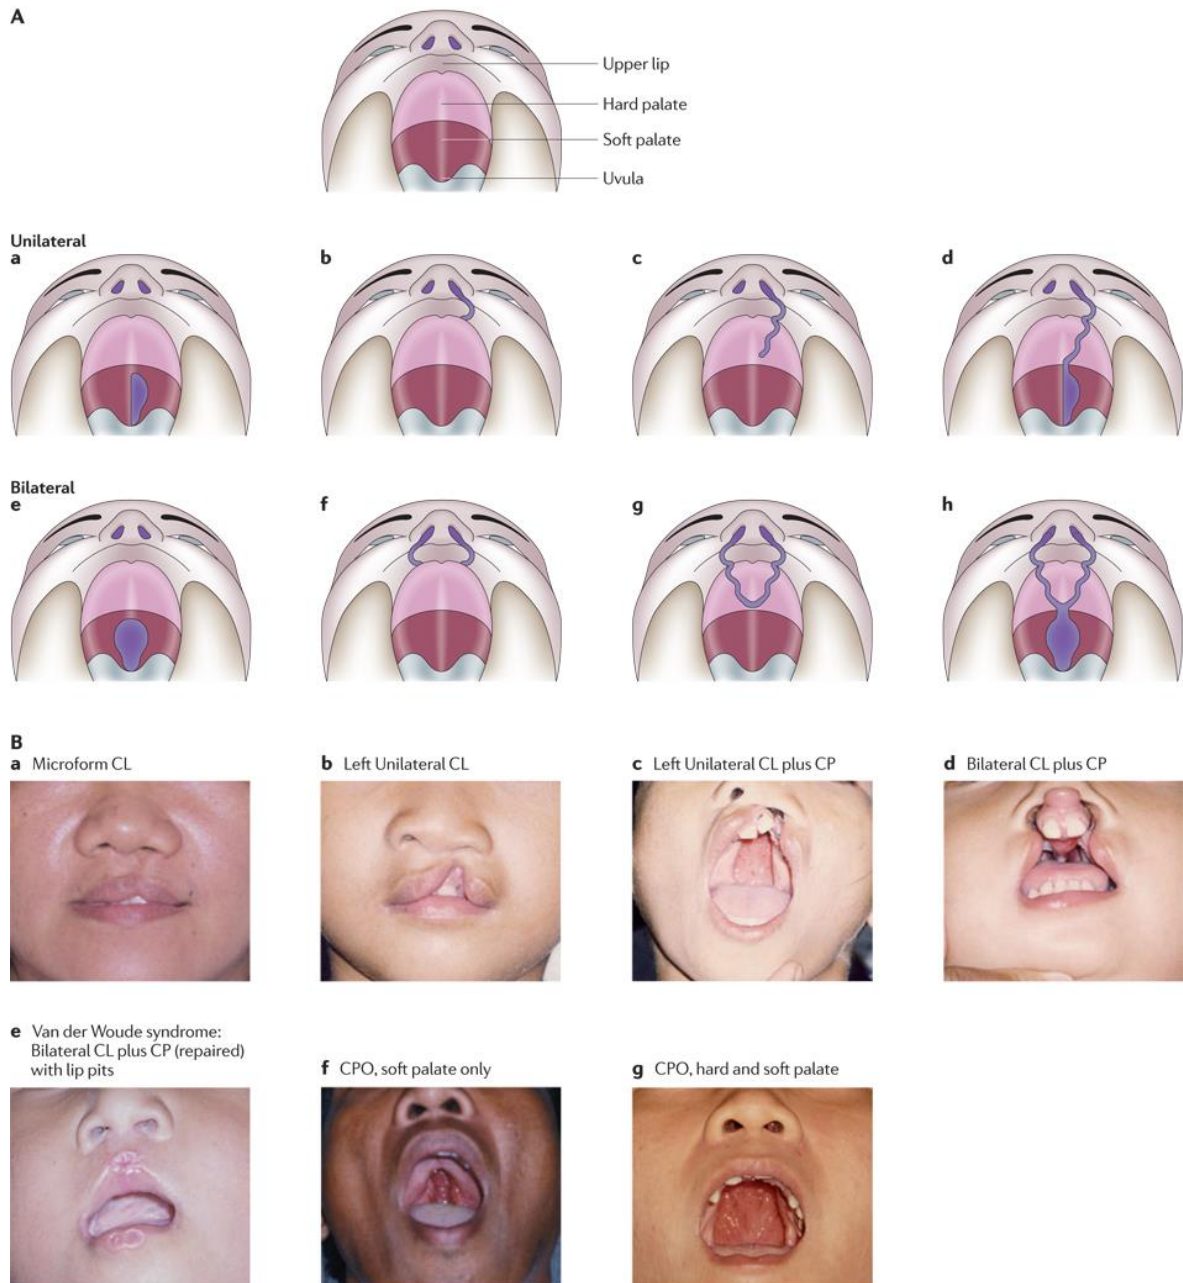 A
Upper lip
Hard palate
Soft palate
Uvula
Unilateral
a
b
c
d
Bilateral
e
f
g
h
B
a Microform CL
b Left Unilateral CL
c Left Unilateral CL plus CP
d Bilateral CL plus CP
e Van der Woude syndrome:
Bilateral CL plus CP (repaired)
with lip pits
f CPO, soft palate only
g CPO, hard and soft palate